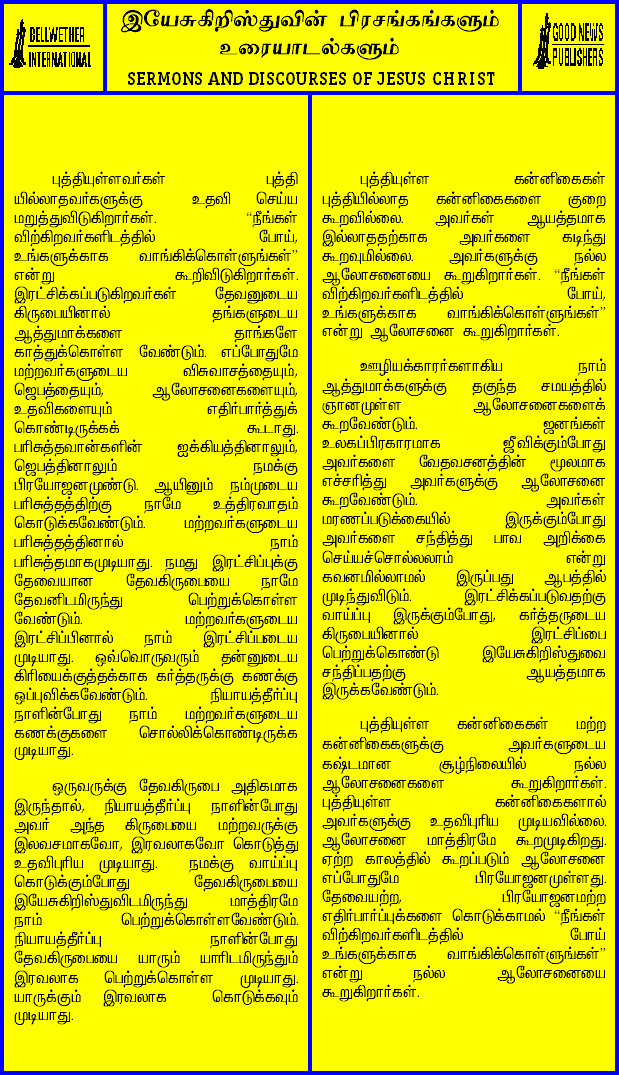 BELLWETHER
INTERNATIONAL
இயேசுகிறிஸ்துவின் பிரசங்கங்களும்
உரையாடல்களும்
SERMONS AND DISCOURSES OF JESUS CHRIST
GOOD NEWS
PUBLISHERS
புத்தியுள்ளவர்கள் புத்தி
யில்லாதவர்களுக்கு உதவி செய்ய
மறுத்துவிடுகிறார்கள். “நீங்கள்
விற்கிறவர்களிடத்தில் போய்,
உங்களுக்காக வாங்கிக்கொள்ளுங்கள்”
என்று கூறிவிடுகிறார்கள்.
இரட்சிக்கப்படுகிறவர்கள் தேவனுடைய
கிருபையினால் தங்களுடைய
ஆத்துமாக்களை தாங்களே
காத்துக்கொள்ள வேண்டும். எப்போதுமே
மற்றவர்களுடைய விசுவாசத்தையும்,
ஜெபத்தையும், ஆலோசனைகளையும்,
உதவிகளையும் எதிர்பார்த்துக்
கொண்டிருக்கக் கூடாது.
பரிசுத்தவான்களின் ஐக்கியத்தினாலும்,
ஜெபத்தினாலும் நமக்கு
பிரயோஜனமுண்டு. ஆயினும் நம்முடைய
பரிசுத்தத்திற்கு நாமே உத்திரவாதம்
கொடுக்கவேண்டும். மற்றவர்களுடைய
பரிசுத்தத்தினால் நாம்
பரிசுத்தமாகமுடியாது. நமது இரட்சிப்புக்கு
தேவையான தேவகிருபையை நாமே
தேவனிடமிருந்து பெற்றுக்கொள்ள
வேண்டும். மற்றவர்களுடைய
இரட்சிப்பினால் நாம் இரட்சிப்படைய
முடியாது. ஒவ்வொருவரும் தன்னுடைய
கிரியைக்குத்தக்காக கர்த்தருக்கு கணக்கு
ஒப்புவிக்கவேண்டும். நியாயத்தீர்ப்பு
நாளின்போது நாம் மற்றவர்களுடைய
கணக்குகளை சொல்லிக்கொண்டிருக்க
முடியாது.
ஒருவருக்கு தேவகிருபை அதிகமாக
இருந்தால், நியாயத்தீர்ப்பு நாளின்போது
அவர் அந்த கிருபையை மற்றவருக்கு
இலவசமாகவோ, இரவலாகவோ கொடுத்து
உதவிபுரிய முடியாது. நமக்கு வாய்ப்பு
கொடுக்கும்போது தேவகிருபையை
இயேசுகிறிஸ்துவிடமிருந்து மாத்திரமே
நாம் பெற்றுக்கொள்ளவேண்டும்.
நியாயத்தீர்ப்பு நாளின்போது
தேவகிருபையை யாரும் யாரிடமிருந்தும்
இரவலாக பெற்றுக்கொள்ள முடியாது.
யாருக்கும் இரவலாக கொடுக்கவும்
முடியாது.
புத்தியுள்ள கன்னிகைகள்
புத்தியில்லாத கன்னிகைகளை குறை
கூறவில்லை. அவர்கள் ஆயத்தமாக
இல்லாததற்காக அவர்களை கடிந்து
கூறவுமில்லை. அவர்களுக்கு நல்ல
ஆலோசனையை கூறுகிறார்கள். “நீங்கள்
விற்கிறவர்களிடத்தில் போய்,
உங்களுக்காக வாங்கிக்கொள்ளுங்கள்”
என்று ஆலோசனை கூறுகிறார்கள்.
ஊழியக்காரர்களாகிய நாம்
ஆத்துமாக்களுக்கு தகுந்த சமயத்தில்
ஞானமுள்ள ஆலோசனைகளைக்
கூறவேண்டும். ஜனங்கள்
உலகப்பிரகாரமாக ஜீவிக்கும்போது
அவர்களை வேதவசனத்தின் மூலமாக
எச்சரித்து அவர்களுக்கு ஆலோசனை
கூறவேண்டும். அவர்கள்
மரணப்படுக்கையில் இருக்கும்போது
அவர்களை சந்தித்து பாவ அறிக்கை
செய்யச்சொல்லலாம் என்று
கவனமில்லாமல் இருப்பது ஆபத்தில்
முடிந்துவிடும். இரட்சிக்கப்படுவதற்கு
வாய்ப்பு இருக்கும்போது, கர்த்தருடைய
கிருபையினால் இரட்சிப்பை
பெற்றுக்கொண்டு இயேசுகிறிஸ்துவை
சந்திப்பதற்கு ஆயத்தமாக
இருக்கவேண்டும்.
புத்தியுள்ள கன்னிகைகள் மற்ற
கன்னிகைகளுக்கு அவர்களுடைய
கஷ்டமான சூழ்நிலையில் நல்ல
ஆலோசனைகளை கூறுகிறார்கள்.
புத்தியுள்ள கன்னிகைகளால்
அவர்களுக்கு உதவிபுரிய முடியவில்லை.
ஆலோசனை மாத்திரமே கூறமுடிகிறது.
ஏற்ற காலத்தில் கூறப்படும் ஆலோசனை
எப்போதுமே பிரயோஜனமுள்ளது.
தேவையற்ற, பிரயோஜனமற்ற
எதிர்பார்ப்புக்களை கொடுக்காமல் “நீங்கள்
விற்கிறவர்களிடத்தில் போய்
உங்களுக்காக வாங்கிக்கொள்ளுங்கள்”
என்று நல்ல ஆலோசனையை
கூறுகிறார்கள்.